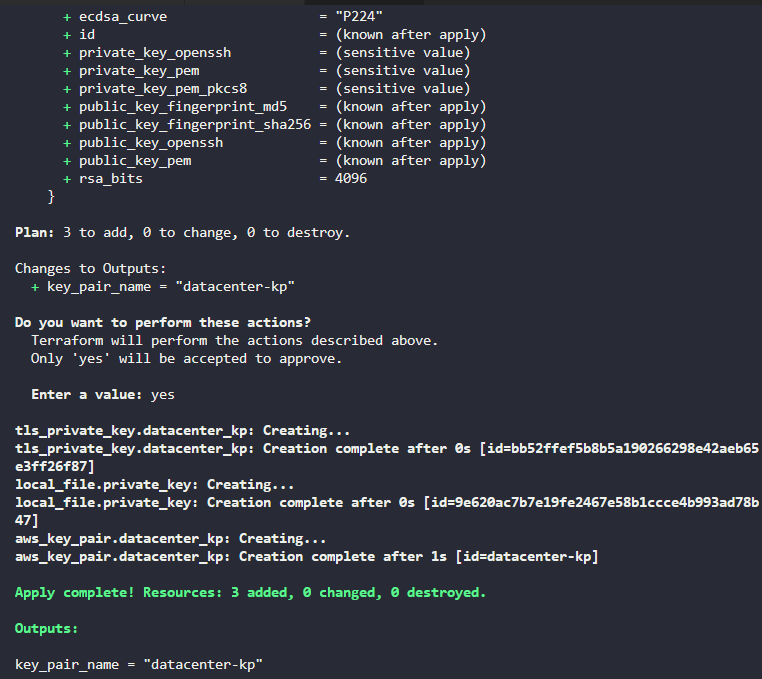 + ecdsa_curve                   = "P224"
+ id                            = (known after apply)
+ private_key_openssh           = (sensitive value)
+ private_key_pem               = (sensitive value)
+ private_key_pem_pkcs8         = (sensitive value)
+ public_key_fingerprint_md5    = (known after apply)
+ public_key_fingerprint_sha256 = (known after apply)
+ public_key_openssh            = (known after apply)
+ public_key_pem                = (known after apply)
+ rsa_bits                      = 4096
}
Plan: 3 to add, 0 to change, 0 to destroy.
Changes to Outputs:
+ key_pair_name = "datacenter-kp"
Do you want to perform these actions?
Terraform will perform the actions described above.
Only 'yes' will be accepted to approve.
Enter a value: yes
tls_private_key.datacenter_kp: Creating...
tls_private_key.datacenter_kp: Creation complete after 0s [id=bb52ffef5b8b5a190266298e42aeb65
e3ff26f87]
local_file.private_key: Creating...
local_file.private_key: Creation complete after 0s [id=9e620ac7b7e19fe2467e58b1ccce4b993ad78b
47]
aws_key_pair.datacenter_kp: Creating...
aws_key_pair.datacenter_kp: Creation complete after 1s [id=datacenter-kp]
Apply complete! Resources: 3 added, 0 changed, 0 destroyed.
Outputs:
key_pair_name = "datacenter-kp"